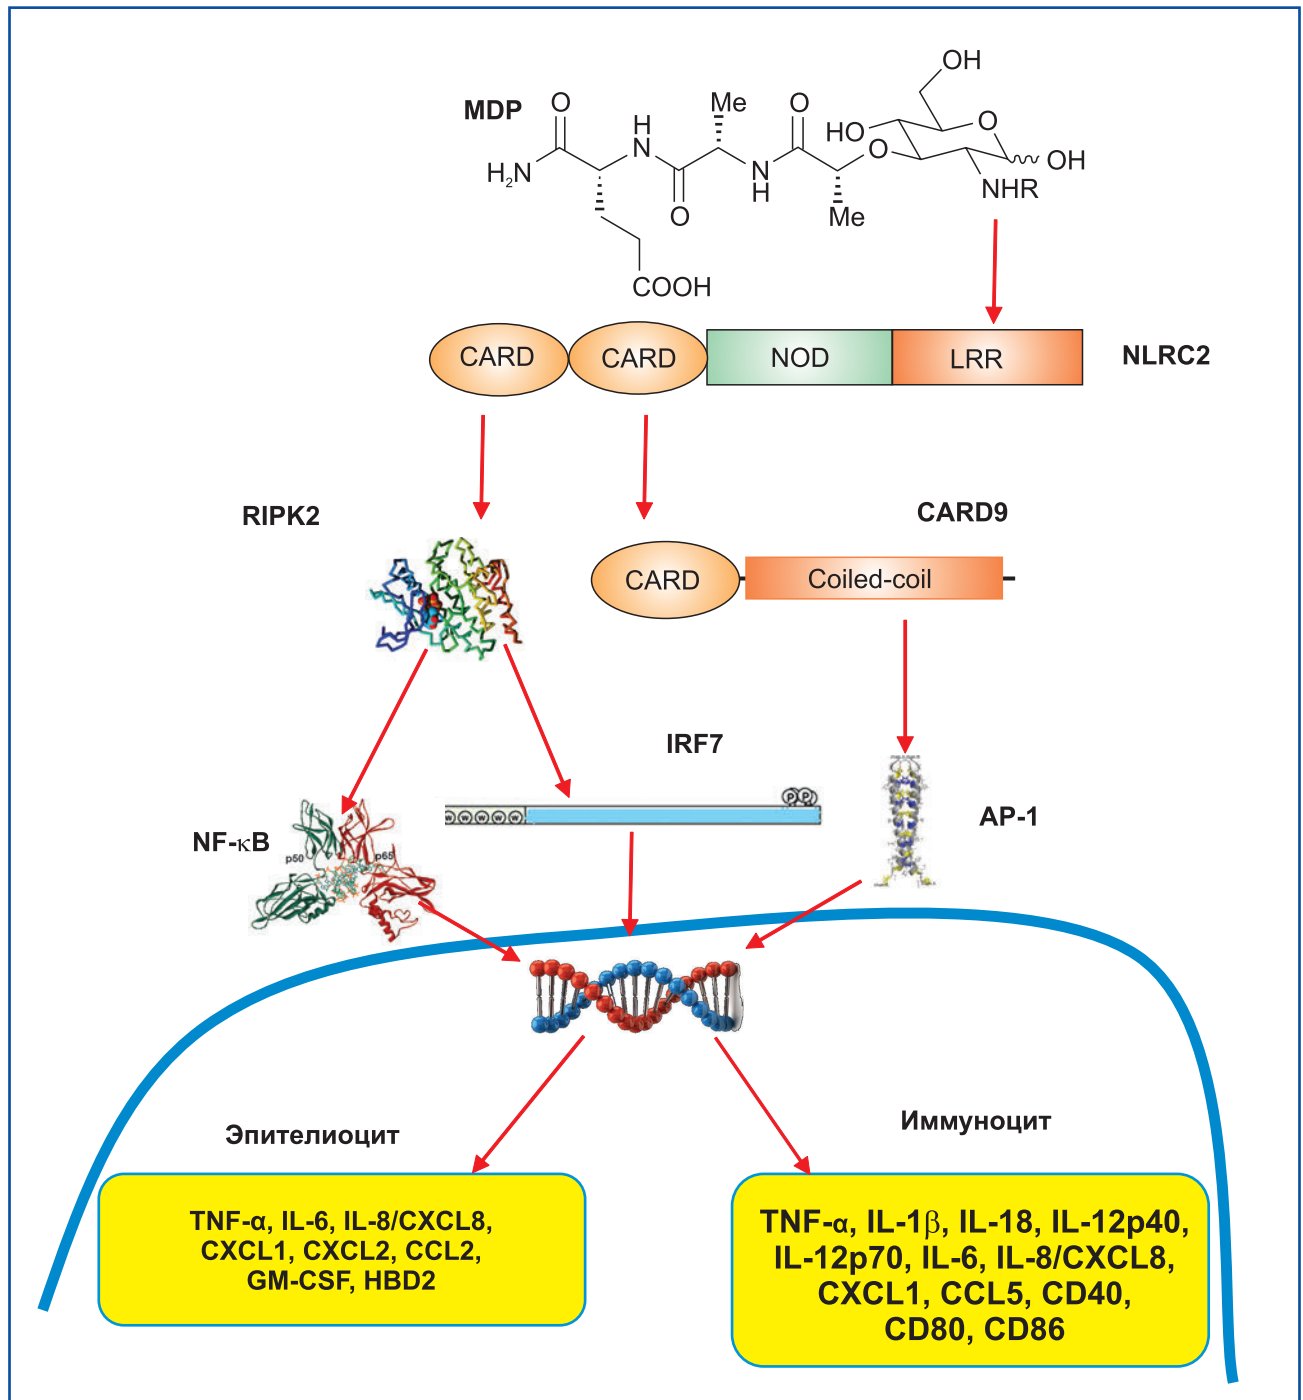 MDP
OH
O
Me
O
H
N
HO
O
O
OH
H₂N
O
N
H
Me
NHR
COOH
CARD
CARD
NOD
LRR
NLRC2
RIPK2
CARD9
CARD
Coiled-coil
IRF7
P
P
W W W W W
AP-1
NF-κB
p50
p65
Эпителиоцит
Иммуноцит
TNF-α, IL-6, IL-8/CXCL8,
CXCL1, CXCL2, CCL2,
GM-CSF, HBD2
TNF-α, IL-1β, IL-18, IL-12p40,
IL-12p70, IL-6, IL-8/CXCL8,
CXCL1, CCL5, CD40,
CD80, CD86